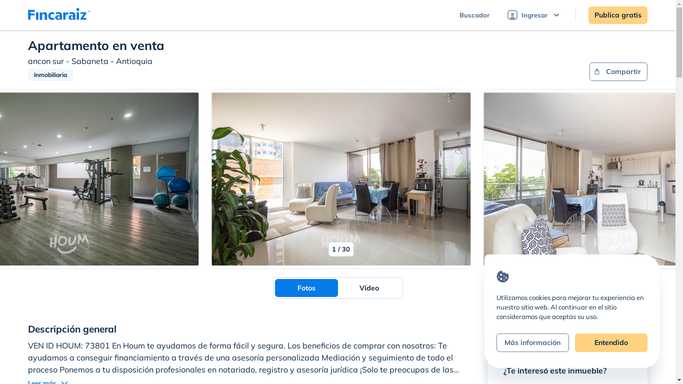 Fincaraiz
Buscador
Ingresar
Publica gratis
Apartamento en venta
ancon sur - Sabaneta - Antioquia
Inmobiliaria
Compartir
HOUM
1 / 30
Fotos
Video
Descripción general
VEN ID HOUM: 73801 En Houm te ayudamos de forma fácil y segura. Los beneficios de comprar con nosotros: Te
ayudamos a conseguir financiamiento a través de una asesoría personalizada Mediación y seguimiento de todo el
proceso Ponemos a tu disposición profesionales en notariado, registro y asesoría jurídica ¡Solo te preocupas de las...
Leer más
Utilizamos cookies para mejorar tu experiencia en
nuestro sitio web. Al continuar en el sitio
consideramos que aceptas su uso.
Más información
Entendido
¿Te interesó este inmueble?